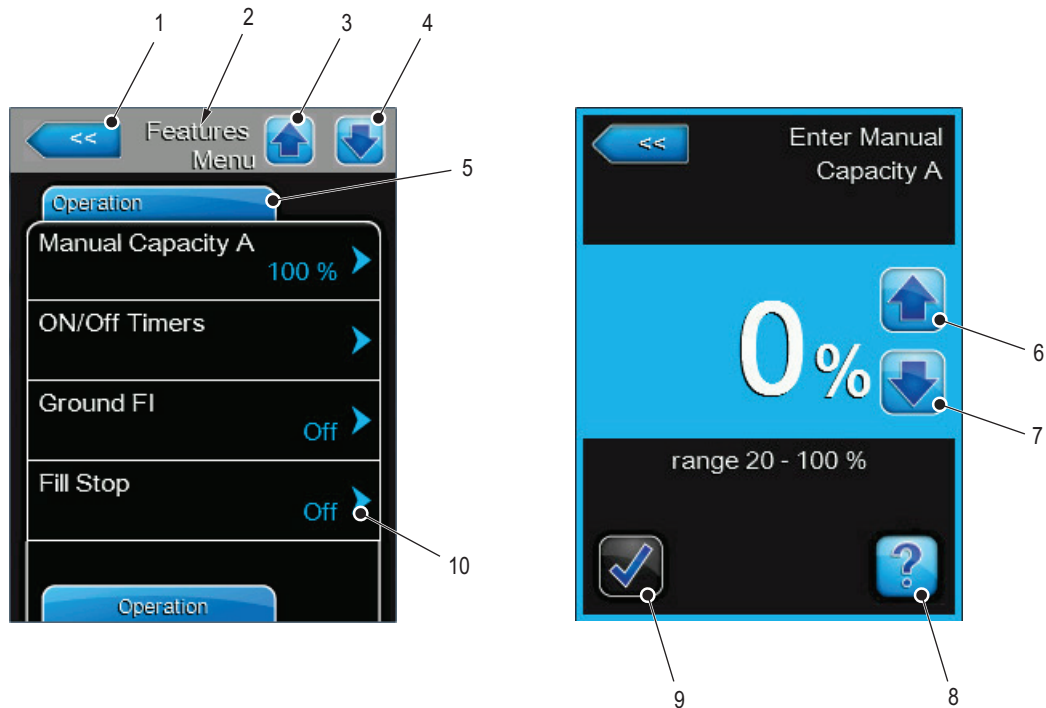 1
2
3
4
<<
Features
Menu
5
Operation
Manual Capacity A
100 %
ON/Off Timers
Ground FI
Off
Fill Stop
Off
10
Operation
<<
Enter Manual
Capacity A
0%
6
7
range 20 - 100 %
?
9
8